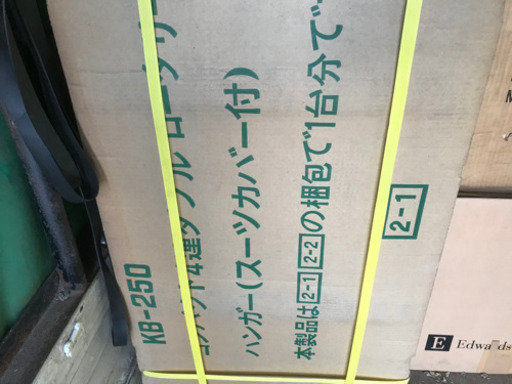 KB-250
コンパクト4連ダブル ロータリー
ハンガー(スーツカバー付)
本製品は2-1 2-2の梱包で1台分で
2-1
E Edwards